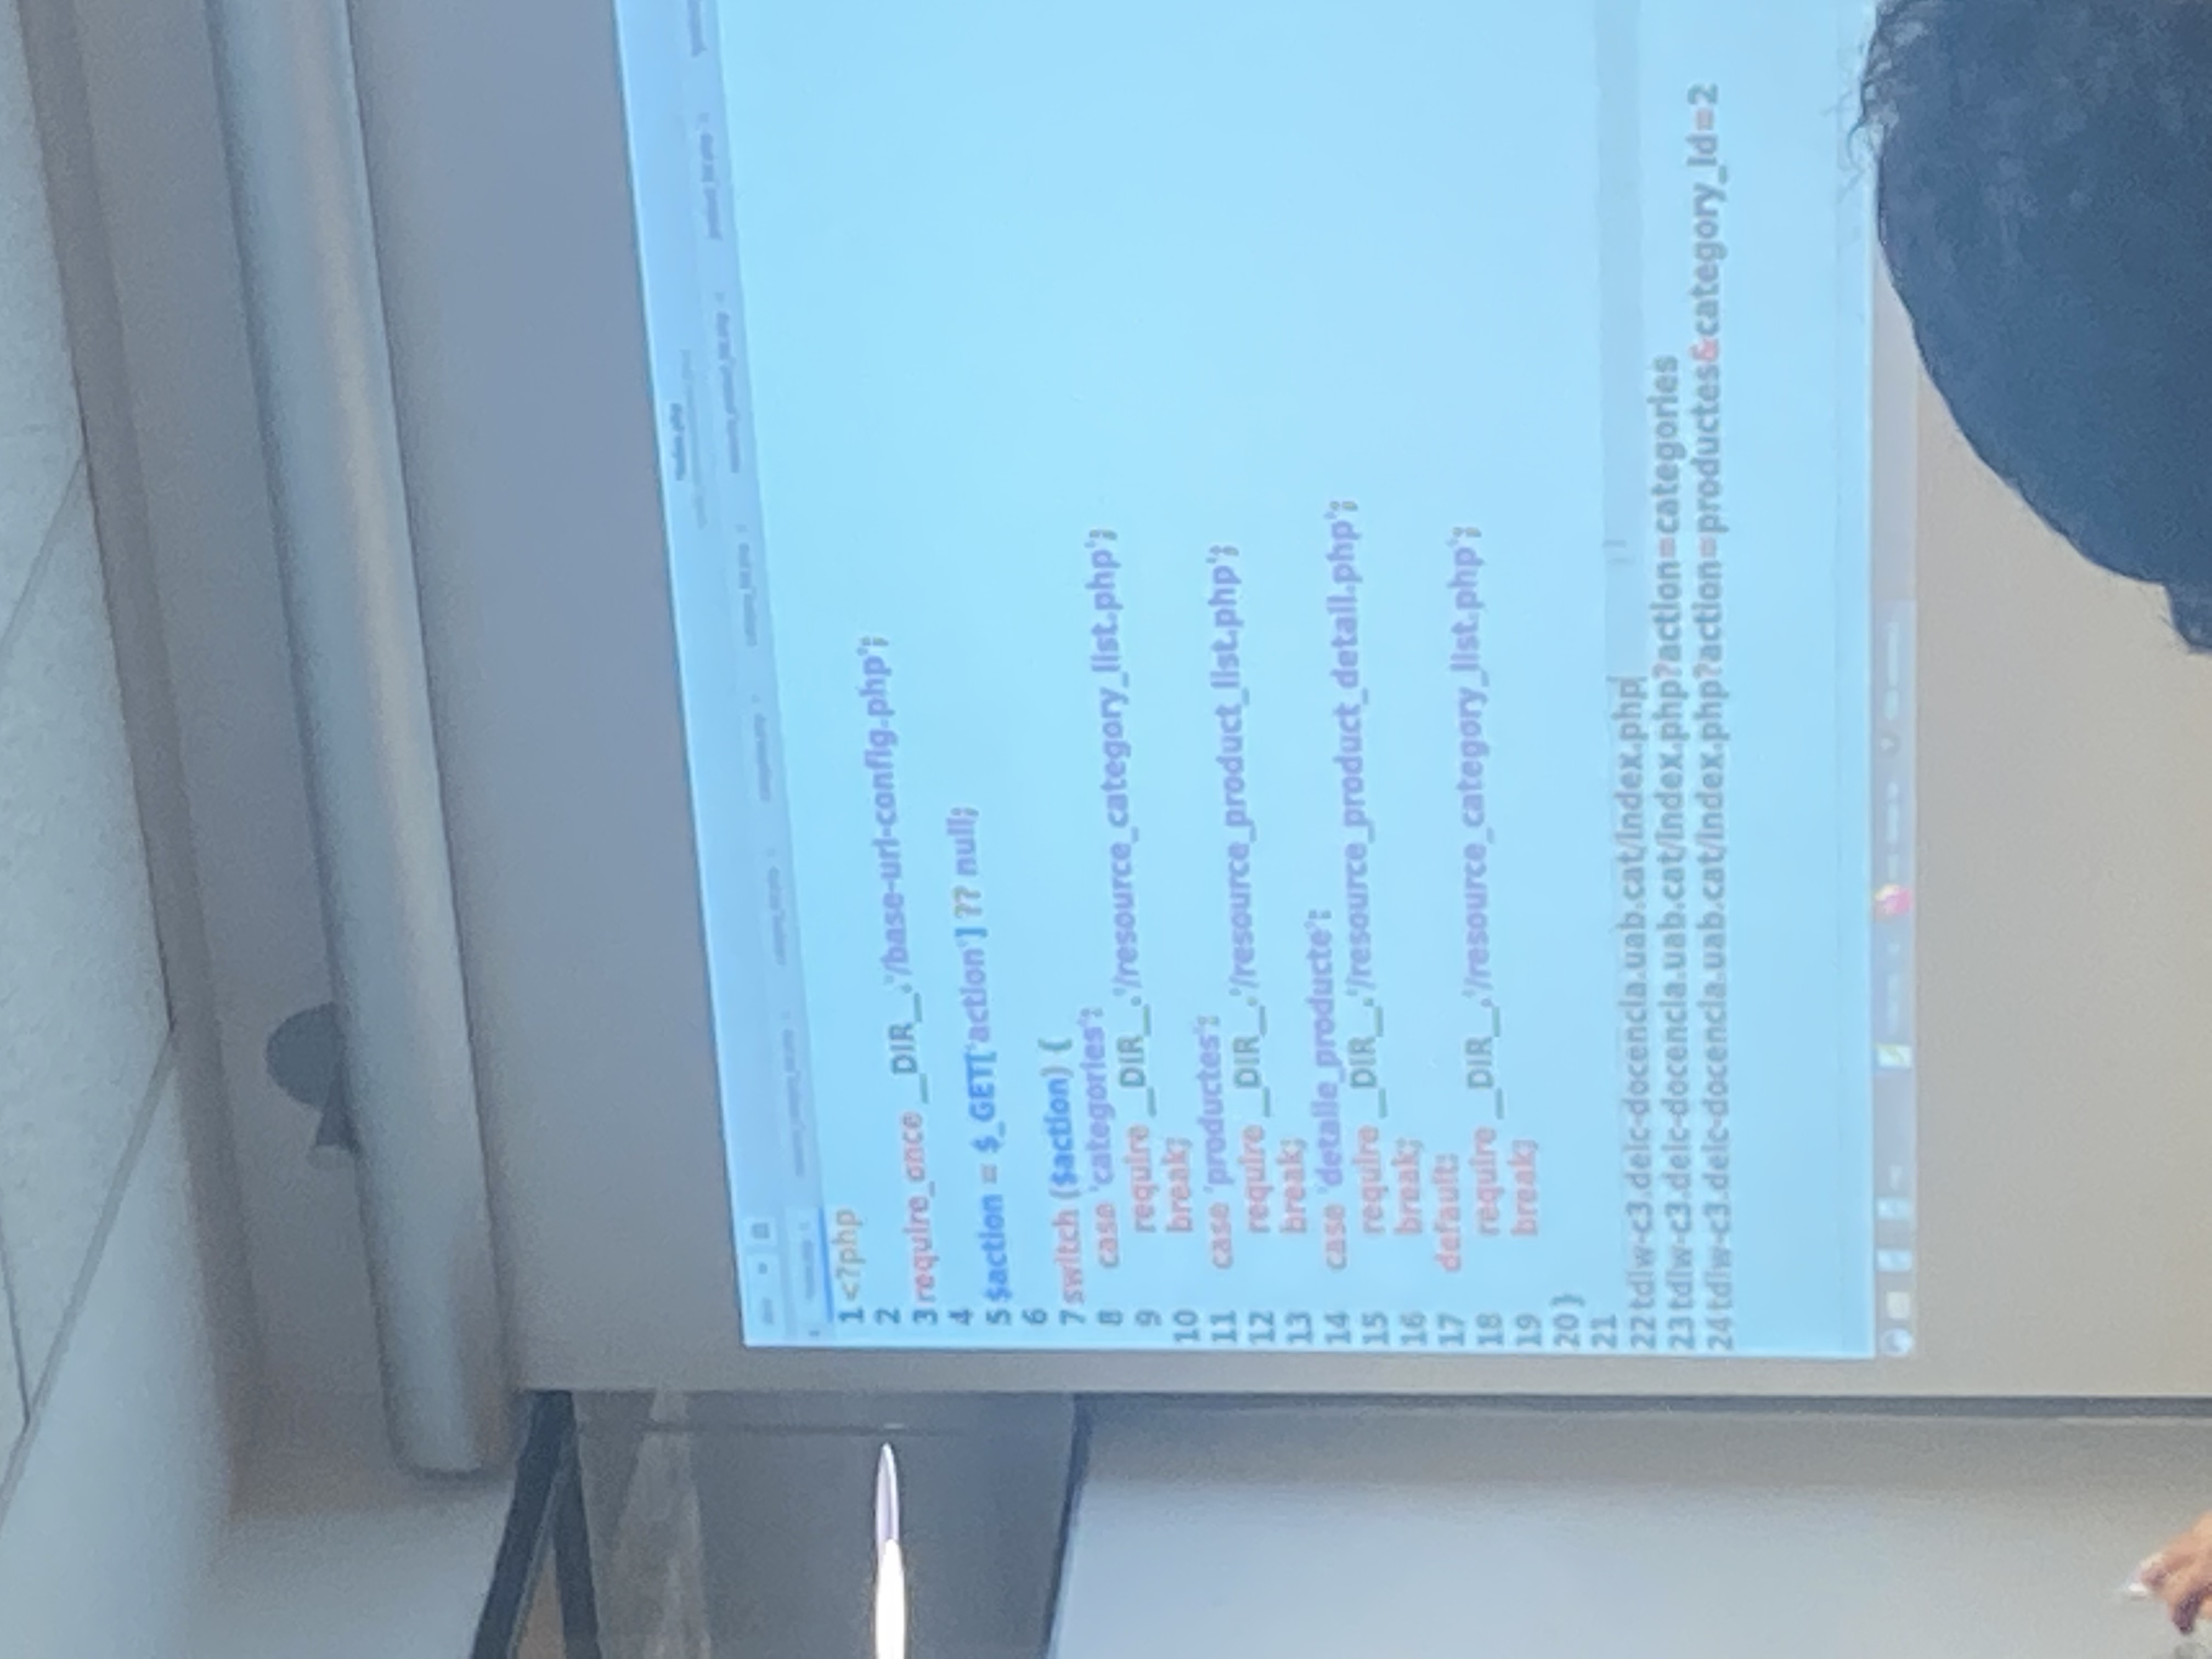 *index.php
1 <?php
2
3 require_once __DIR__.'/base-url-config.php';
4
5 $action = $_GET['action'] ?? null;
6
7 switch ($action) {
8 case 'categories':
9 require __DIR__.'/resource_category_list.php';
10 break;
11 case 'productes':
12 require __DIR__.'/resource_product_list.php';
13 break;
14 case 'detalle_producte':
15 require __DIR__.'/resource_product_detail.php';
16 break;
17 default:
18 require __DIR__.'/resource_category_list.php';
19 break;
20 }
21
22 tdiw-c3.deic-docencia.uab.cat/index.php
23 tdiw-c3.deic-docencia.uab.cat/index.php?action=categories
24 tdiw-c3.deic-docencia.uab.cat/index.php?action=productes&category_id=2